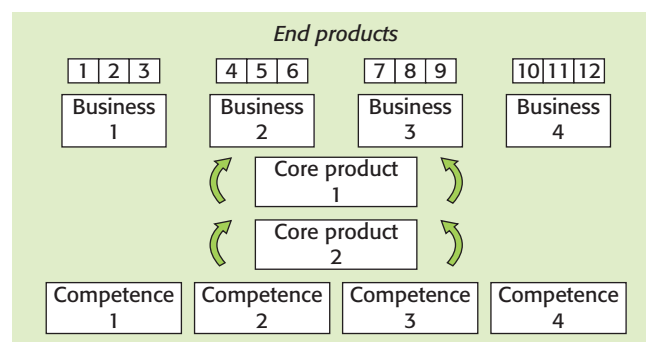 End products
1 2 3 4 5 6 7 8 9 10 11 12
Business Business Business Business
1 2 3 4
Core product
1
Core product
2
Competence Competence Competence Competence
1 2 3 4